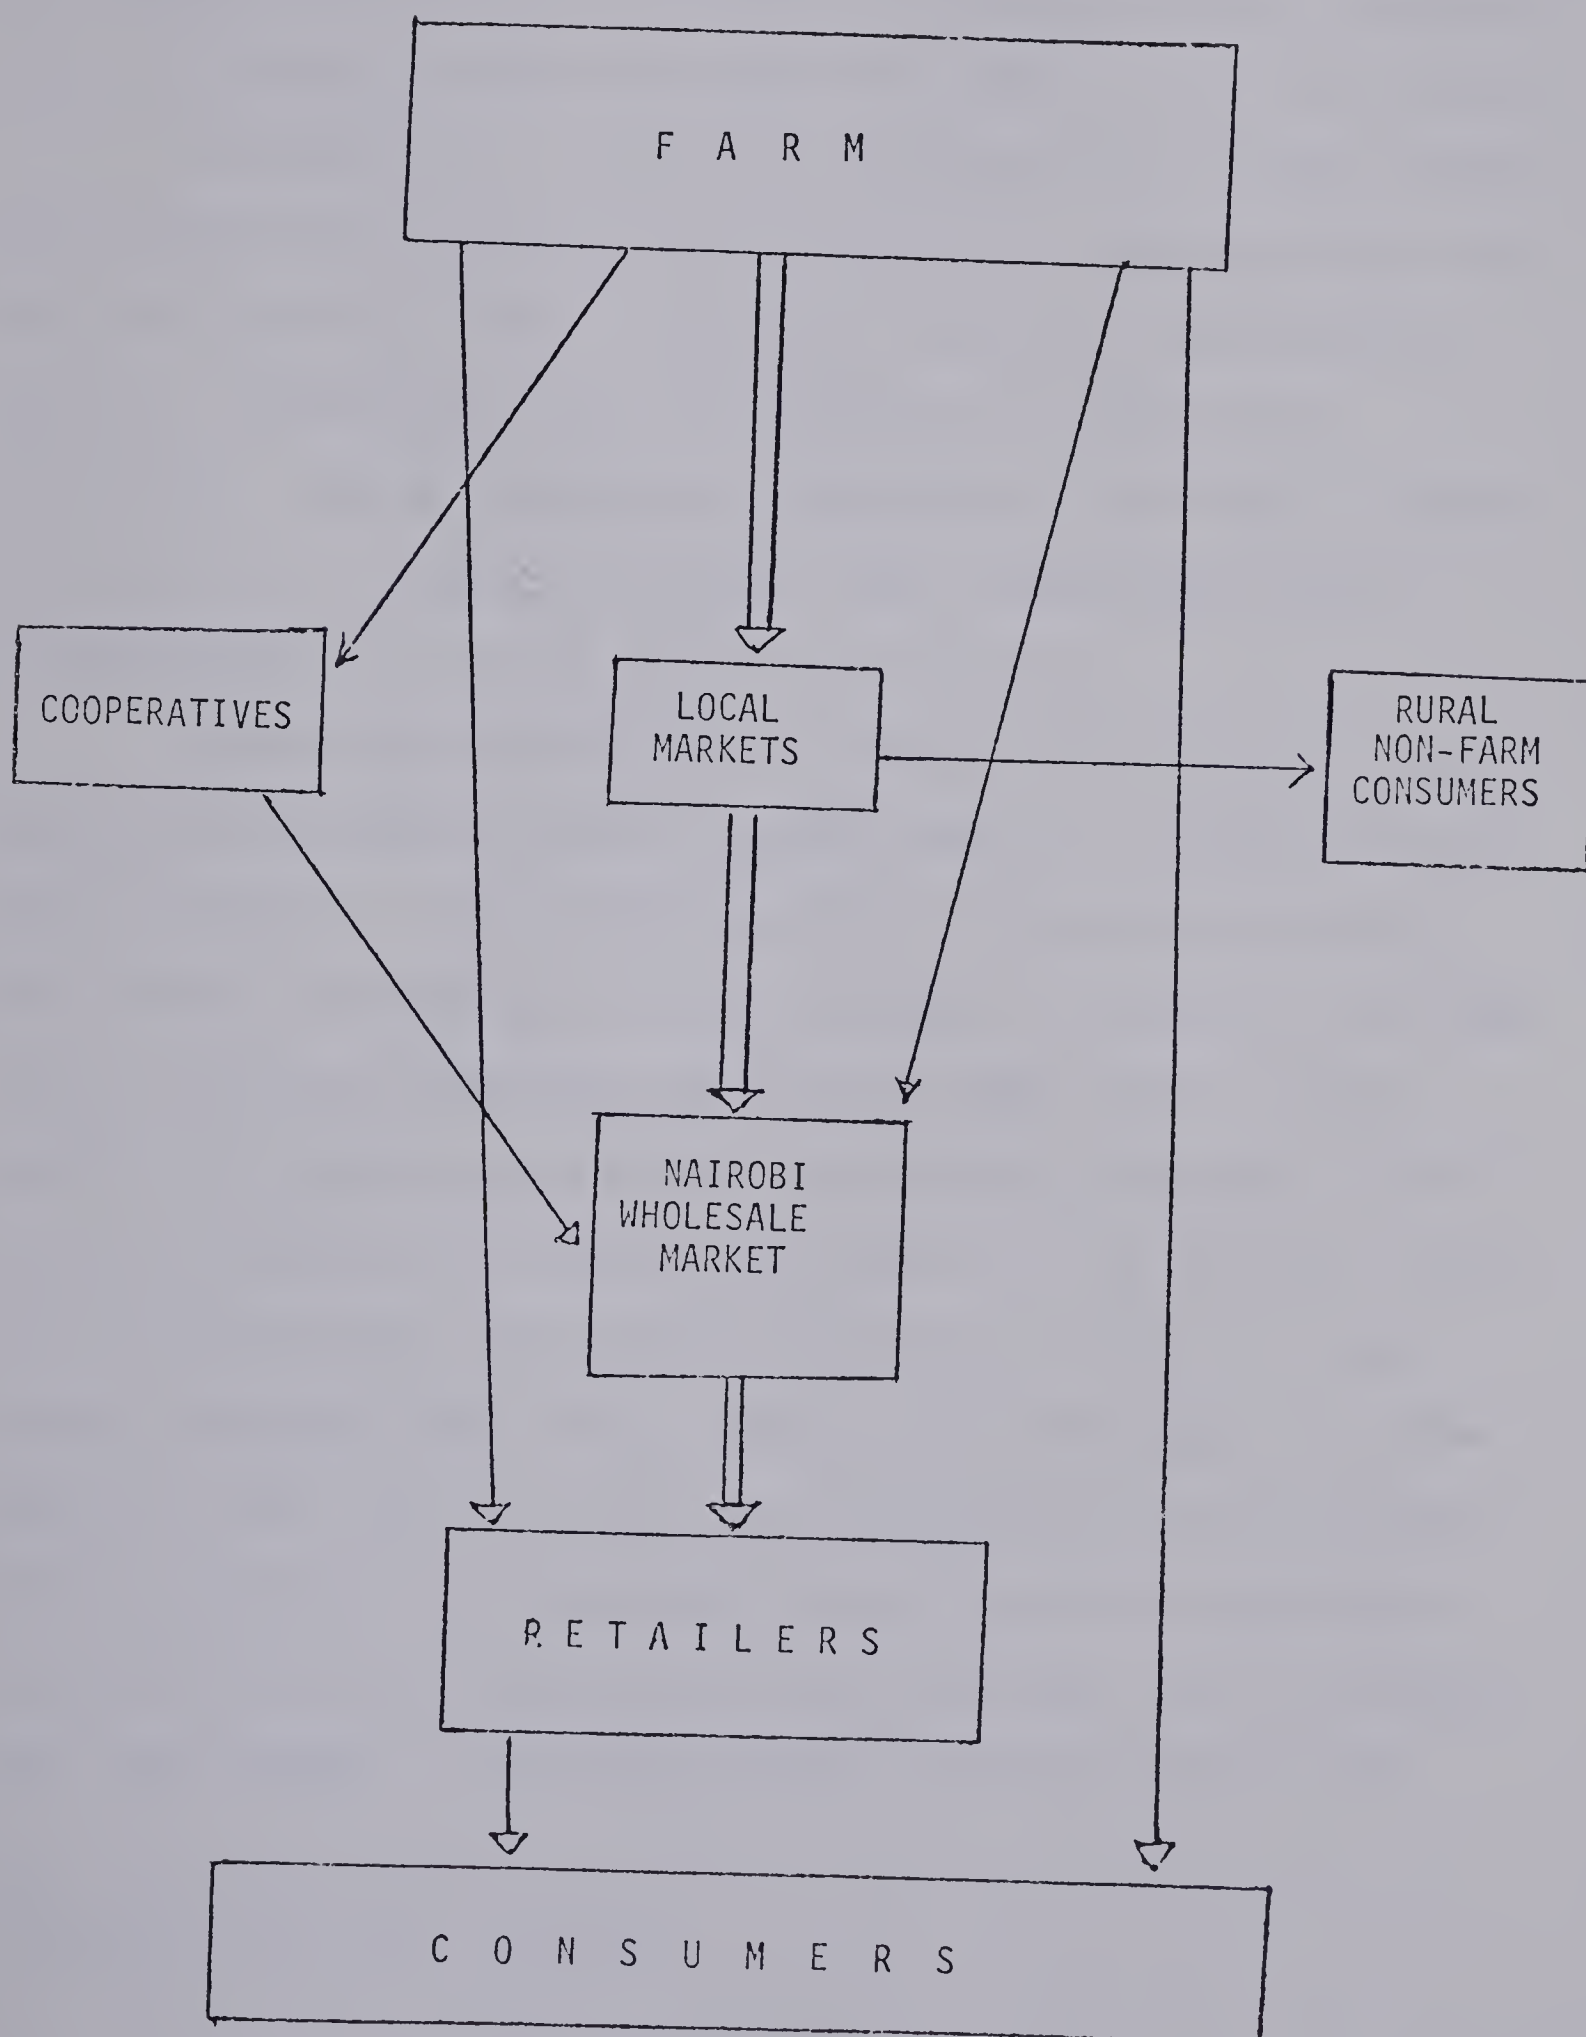 F A R M
COOPERATIVES
LOCAL
MARKETS
RURAL
NON-FARM
CONSUMERS
NAIROBI
WHOLESALE
MARKET
R E T A I L E R S
C O N S U M E R S